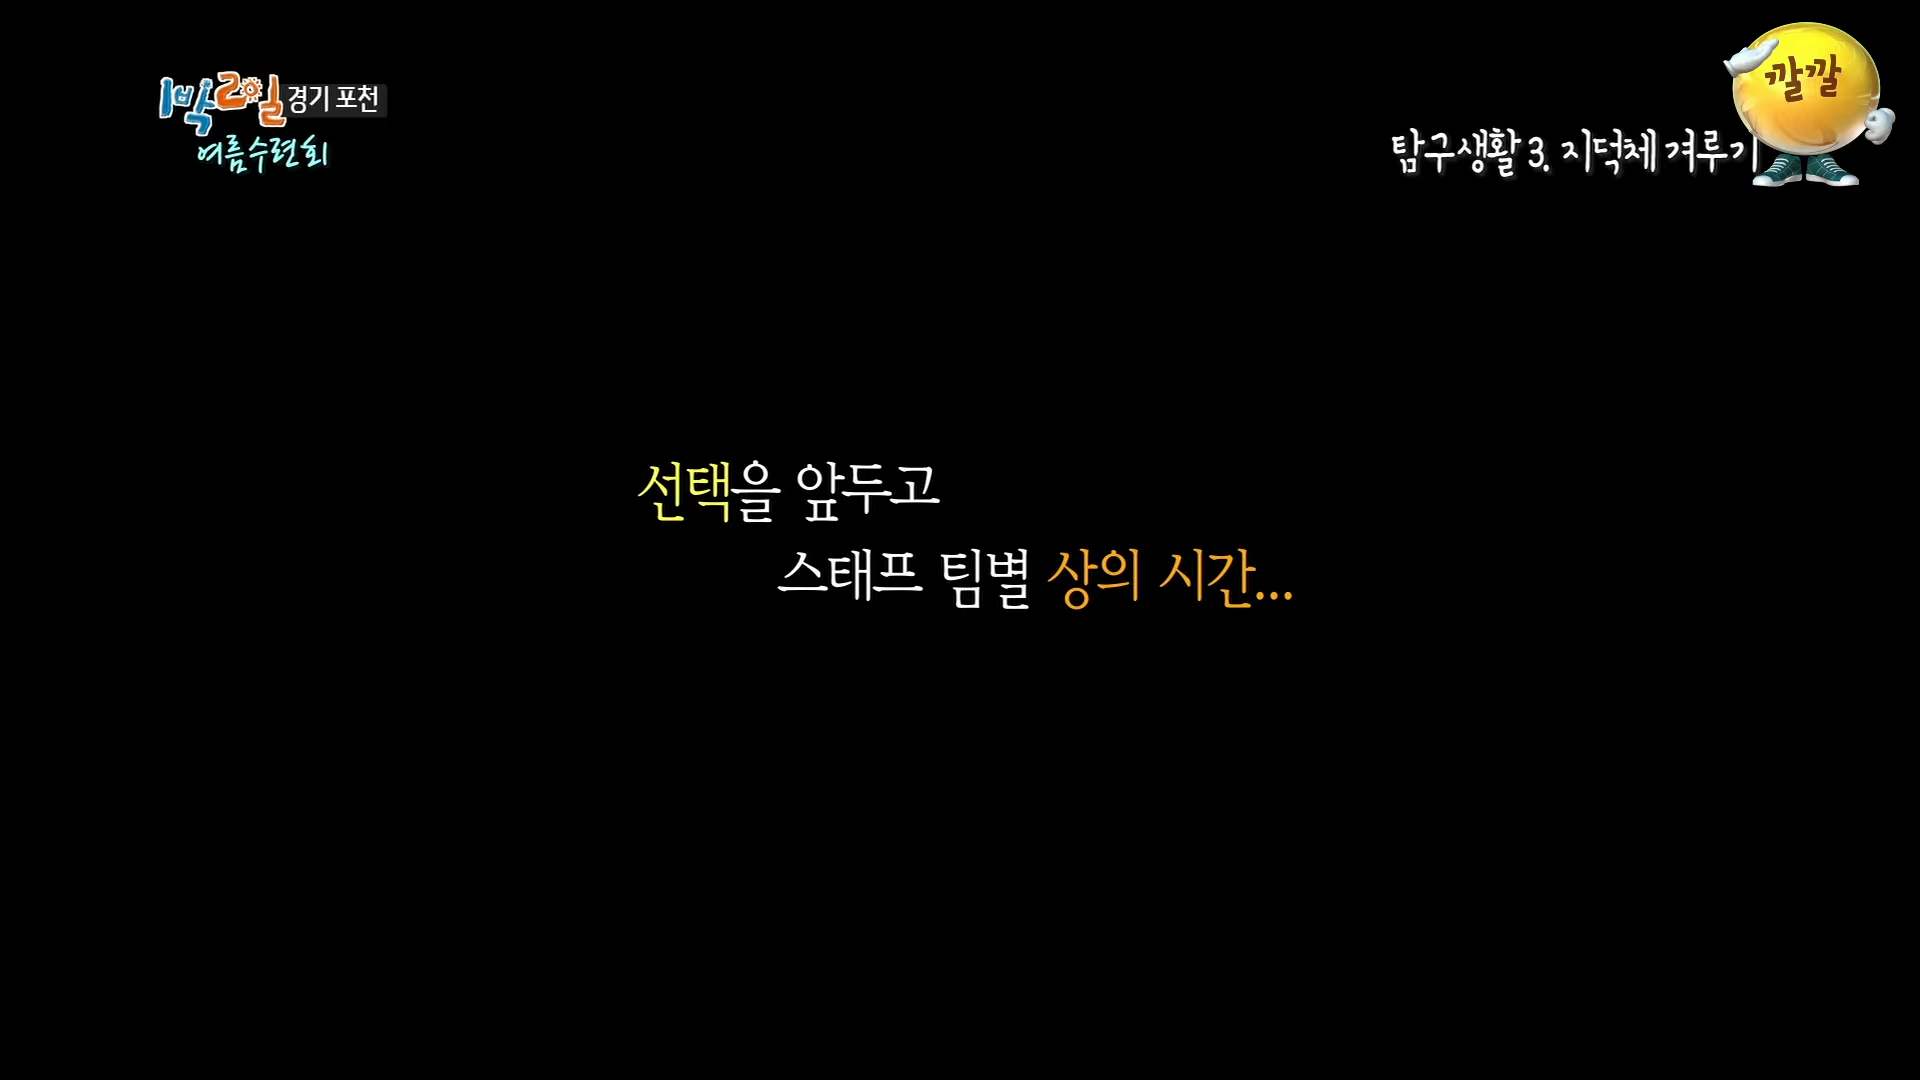 1박2일 경기 포천
여름수련회
깔깔
탐구생활 3. 지덕체 겨루기
선택을 앞두고
스태프 팀별 상의 시간...